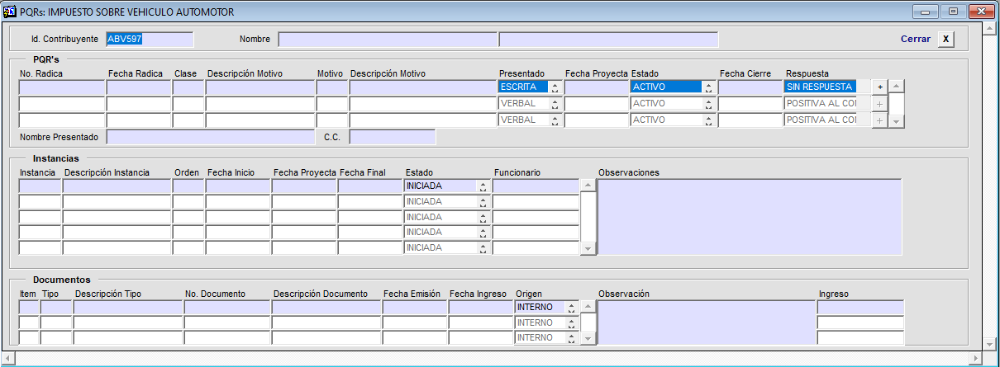 PQRs: IMPUESTO SOBRE VEHICULO AUTOMOTOR
Id. Contribuyente ABV597 Nombre Cerrar X
PQR's
No. Radica Fecha Radica Clase Descripción Motivo Motivo Descripción Motivo Presentado Fecha Proyecta Estado Fecha Cierre Respuesta
ESCRITA ACTIVO SIN RESPUESTA +
VERBAL ACTIVO POSITIVA AL COI +
VERBAL ACTIVO POSITIVA AL COI +
Nombre Presentado C.C.
Instancias
Instancia Descripción Instancia Orden Fecha Inicio Fecha Proyecta Fecha Final Estado Funcionario Observaciones
INICIADA
INICIADA
INICIADA
INICIADA
INICIADA
Documentos
Item Tipo Descripción Tipo No. Documento Descripción Documento Fecha Emisión Fecha Ingreso Origen Observación Ingreso
INTERNO
INTERNO
INTERNO